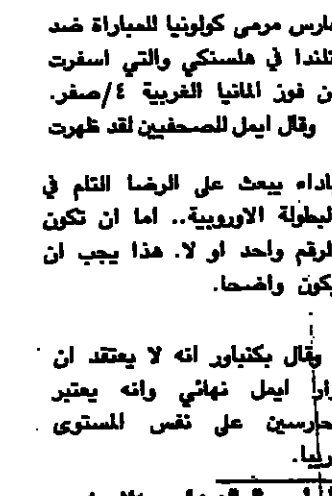 حارس مرمى كولونيا للمباراة ضد
فنلندا في هلسنكي والتي اسفرت
عن فوز المانيا الغربية ٤/صفر.
وقال ايمل للصحفيين لقد ظهرت
باداء يبعث على الرضا التام في
البطولة الاوروبية.. اما ان تكون
الرقم واحد او لا. هذا يجب ان
يكون واضحا.
وقال بكنباور انه لا يعتقد ان
ايمل نهائي وانه يعتبر
الحارسين على نفس المستوى